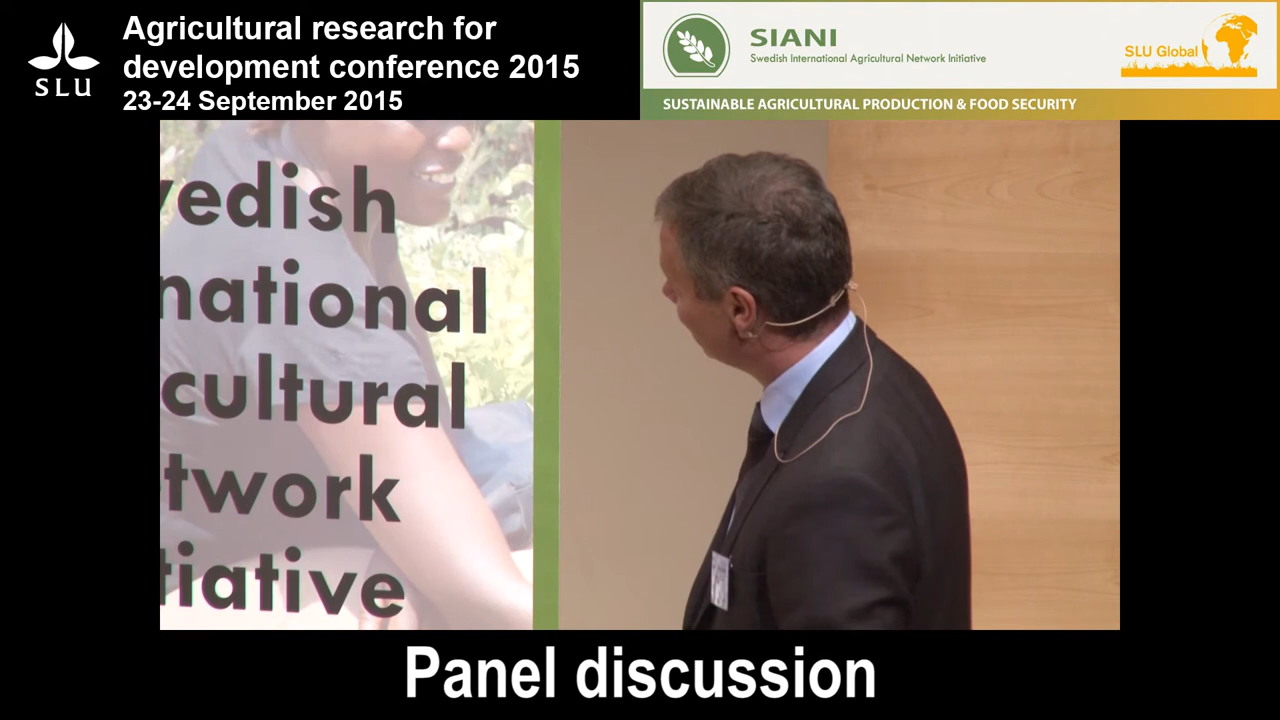 Agricultural research for
development conference 2015
23-24 September 2015
SLU
SIANI
Swedish International Agricultural Network Initiative
SLU Global
SUSTAINABLE AGRICULTURAL PRODUCTION & FOOD SECURITY
edish
national
cultural
twork
tiative
Panel discussion